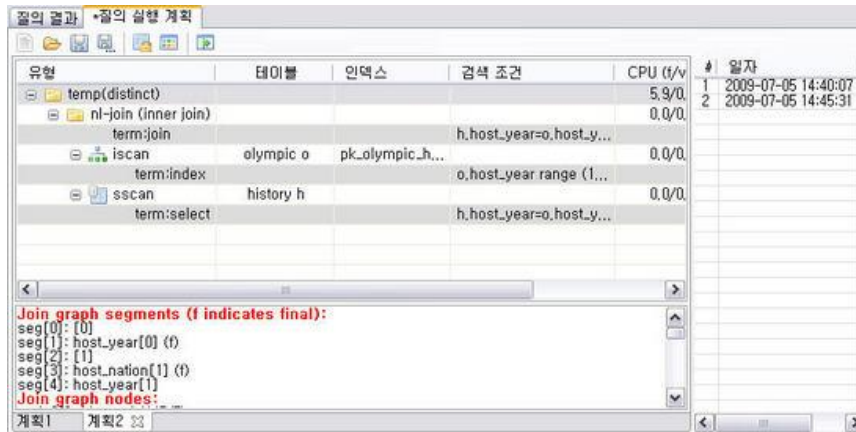 질의 결과 *질의 실행 계획
유형 테이블 인덱스 검색 조건 CPU (f/v
temp(distinct) 5,9/0,
nl-join (inner join) 0,0/0,
term:join h,host_year=o,host_y...
iscan olympic o pk_olympic_h... 0,0/0,
term:index o,host_year range (1...
sscan history h 0,0/0,
term:select h,host_year=o,host_y...
Join graph segments (f indicates final):
seg[0]: [0]
seg[1]: host_year[0] (f)
seg[2]: [1]
seg[3]: host_nation[1] (f)
seg[4]: host_year[1]
Join graph nodes:
계획1 계획2
# 일자
1 2009-07-05 14:40:07
2 2009-07-05 14:45:31